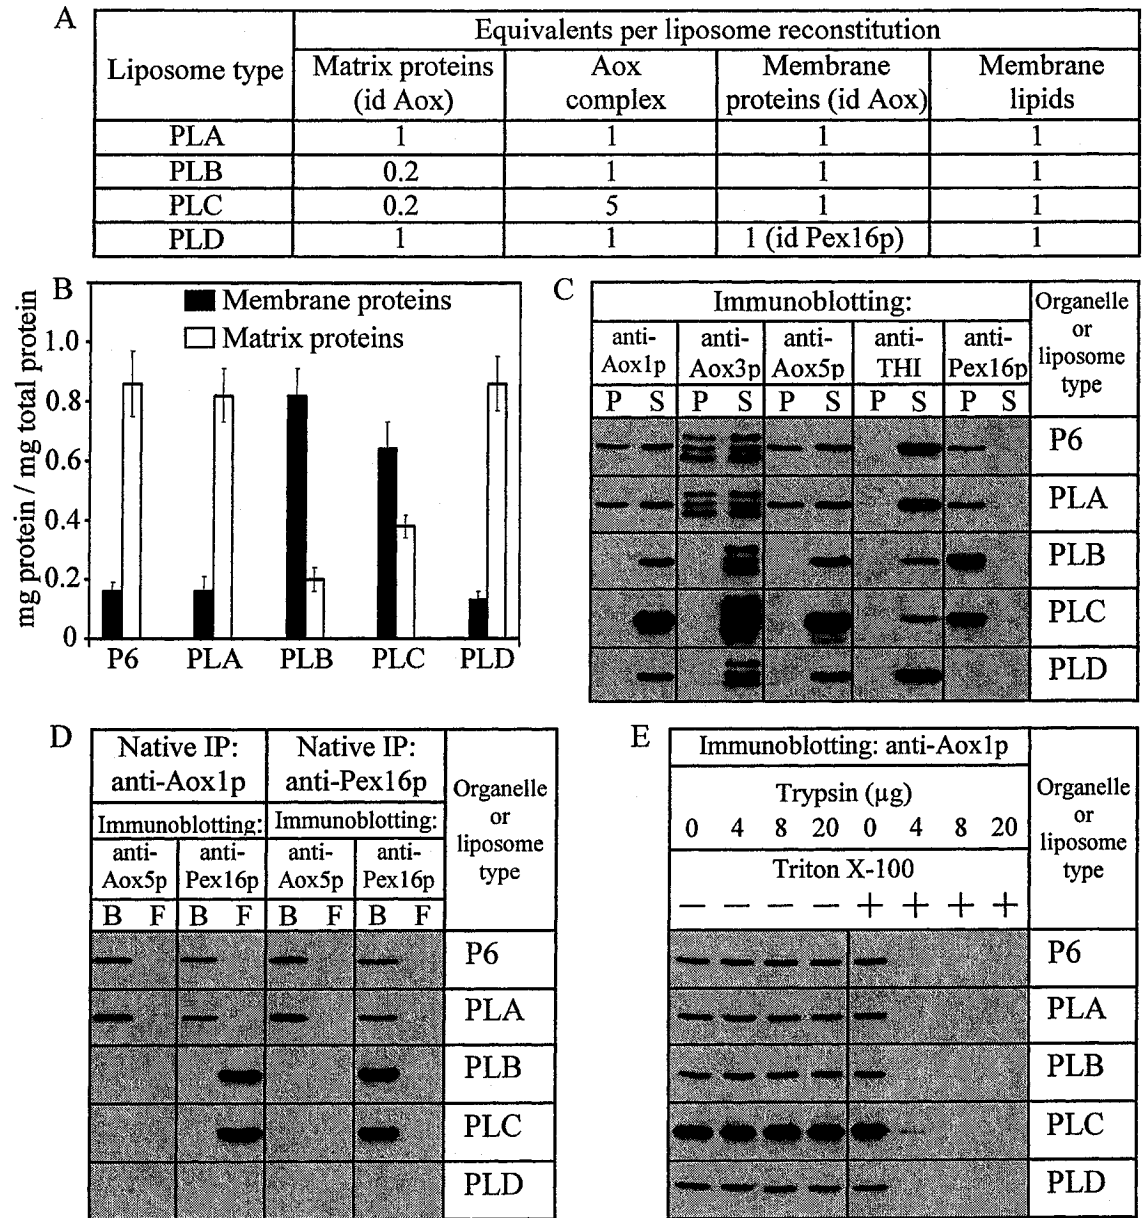 A
Liposome type
Equivalents per liposome reconstitution
Matrix proteins (id Aox)
Aox complex
Membrane proteins (id Aox)
Membrane lipids
PLA 1 1 1 1
PLB 0.2 1 1 1
PLC 0.2 5 1 1
PLD 1 1 1 (id Pex16p) 1
B
mg protein / mg total protein
Membrane proteins
Matrix proteins
1.0
0.8
0.6
0.4
0.2
0
P6 PLA PLB PLC PLD
C
Immunoblotting:
Organelle or liposome type
anti-Aox1p
anti-Aox3p
anti-Aox5p
anti-THI
anti-Pex16p
P S P S P S P S P S
P6
PLA
PLB
PLC
PLD
D
Native IP: anti-Aox1p
Native IP: anti-Pex16p
Organelle or liposome type
Immunoblotting: Immunoblotting:
anti-Aox5p
anti-Pex16p
anti-Aox5p
anti-Pex16p
B F B F B F B F
P6
PLA
PLB
PLC
PLD
E
Immunoblotting: anti-Aox1p
Organelle or liposome type
Trypsin (µg)
0 4 8 20 0 4 8 20
Triton X-100
− − − − + + + +
P6
PLA
PLB
PLC
PLD